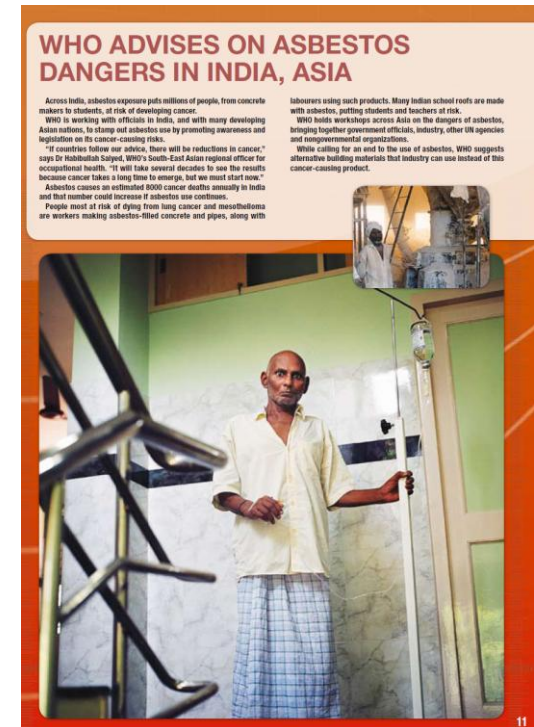 WHO ADVISES ON ASBESTOS
DANGERS IN INDIA, ASIA
Across India, asbestos exposure puts millions of people, from concrete
makers to students, at risk of developing cancer.
WHO is working with officials in India, and with many developing
Asian nations, to stamp out asbestos use by promoting awareness and
legislation on its cancer-causing risks.
"If countries follow our advice, there will be reductions in cancer,"
says Dr Habibullah Saiyed, WHO's South-East Asian regional officer for
occupational health. "It will take several decades to see the results
because cancer takes a long time to emerge, but we must start now."
Asbestos causes an estimated 8000 cancer deaths annually in India
and that number could increase if asbestos use continues.
People most at risk of dying from lung cancer and mesothelioma
are workers making asbestos-filled concrete and pipes, along with
labourers using such products. Many Indian school roofs are made
with asbestos, putting students and teachers at risk.
WHO holds workshops across Asia on the dangers of asbestos,
bringing together government officials, industry, other UN agencies
and nongovernmental organizations.
While calling for an end to the use of asbestos, WHO suggests
alternative building materials that industry can use instead of this
cancer-causing product.
11